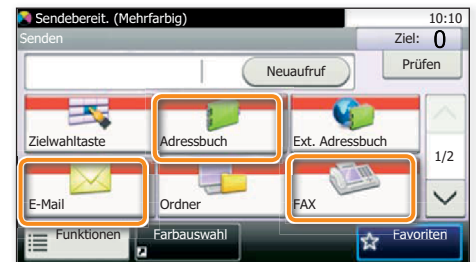 Sendebereit. (Mehrfarbig) 10:10
Senden Ziel: 0
Neuaufruf Prüfen
Zielwahltaste Adressbuch Ext. Adressbuch
1/2
E-Mail Ordner FAX
Funktionen Farbauswahl Favoriten